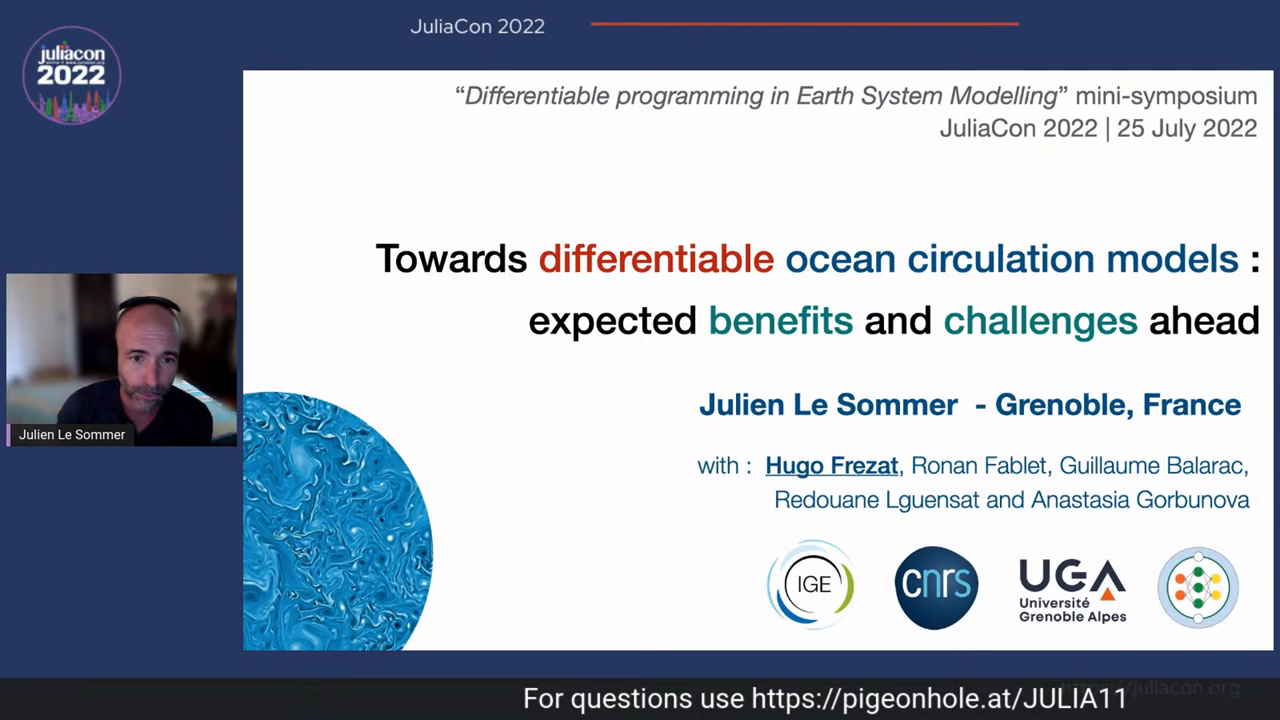 JuliaCon 2022
juliacon
2022
“Differentiable programming in Earth System Modelling” mini-symposium
JuliaCon 2022 | 25 July 2022
Towards differentiable ocean circulation models :
expected benefits and challenges ahead
Julien Le Sommer - Grenoble, France
with : Hugo Frezat, Ronan Fablet, Guillaume Balarac,
Redouane Lguensat and Anastasia Gorbunova
Julien Le Sommer
IGE
cnrs
UGA
Université
Grenoble Alpes
For questions use https://pigeonhole.at/JULIA11